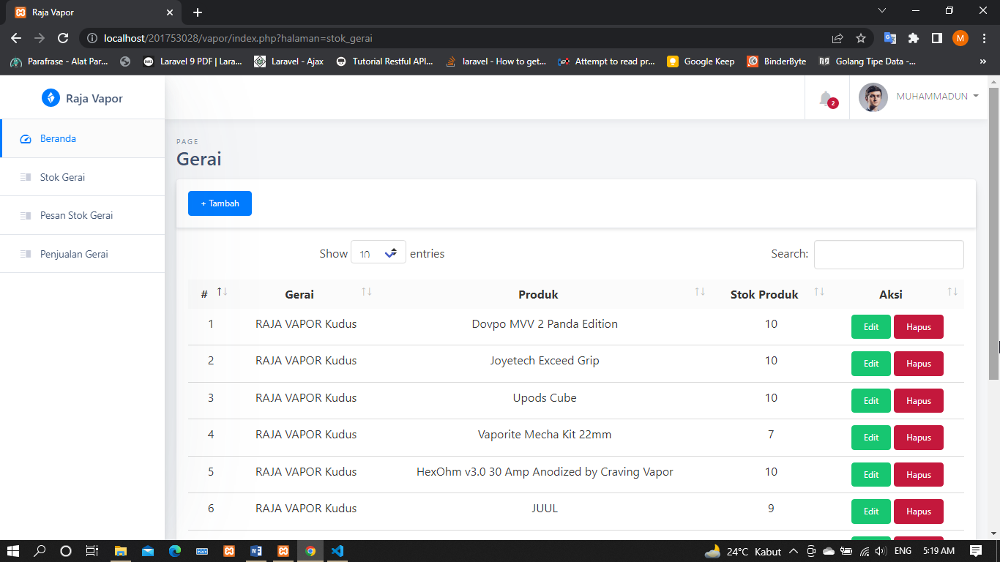 Raja Vapor
localhost/201753028/vapor/index.php?halaman=stok_gerai
M
Parafrase - Alat Par... Laravel 9 PDF | Lara... Laravel - Ajax Tutorial Restful API... laravel - How to get... Attempt to read pr... Google Keep BinderByte Golang Tipe Data -... »
Raja Vapor
2
MUHAMMADUN
Beranda
Stok Gerai
Pesan Stok Gerai
Penjualan Gerai
PAGE
Gerai
+ Tambah
Show 10 entries
Search:
# Gerai Produk Stok Produk Aksi
1 RAJA VAPOR Kudus Dovpo MVV 2 Panda Edition 10 Edit Hapus
2 RAJA VAPOR Kudus Joyetech Exceed Grip 10 Edit Hapus
3 RAJA VAPOR Kudus Upods Cube 10 Edit Hapus
4 RAJA VAPOR Kudus Vaporite Mecha Kit 22mm 7 Edit Hapus
5 RAJA VAPOR Kudus HexOhm v3.0 30 Amp Anodized by Craving Vapor 10 Edit Hapus
6 RAJA VAPOR Kudus JUUL 9 Edit Hapus
24°C Kabut ENG 5:19 AM